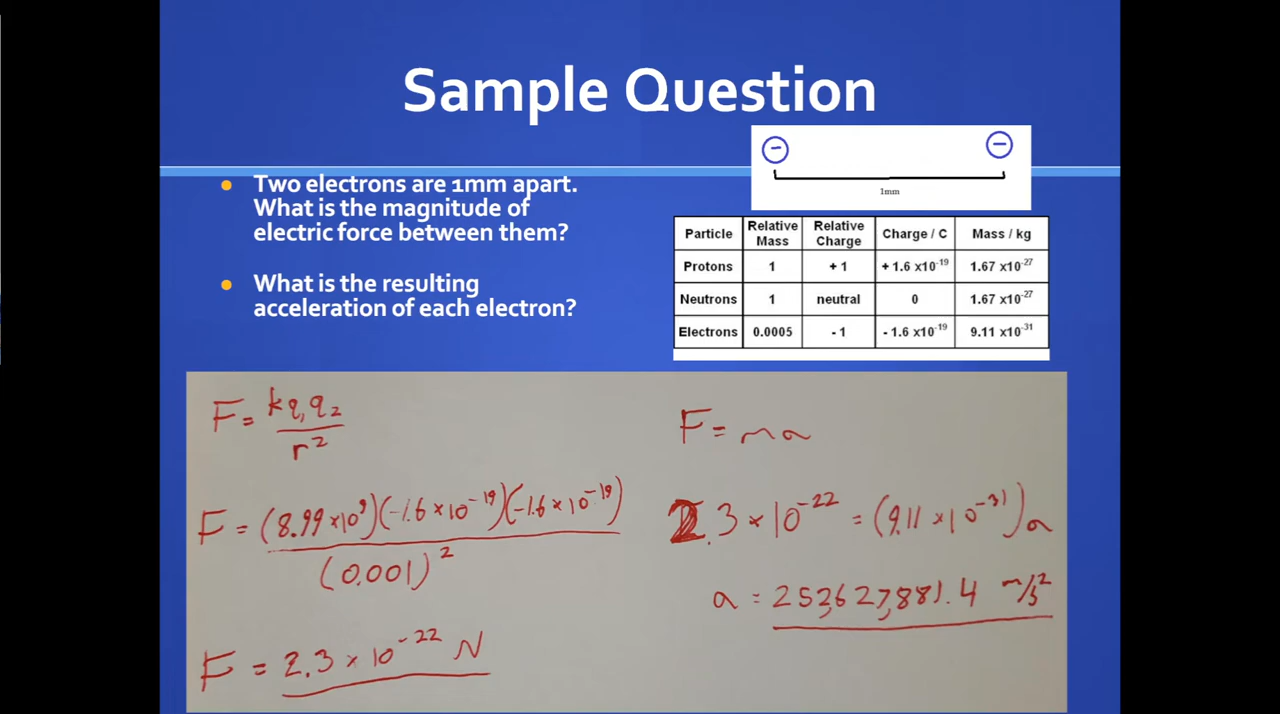 Sample Question
Two electrons are 1mm apart.
What is the magnitude of
electric force between them?
What is the resulting
acceleration of each electron?
− −
1mm
Particle Relative Mass Relative Charge Charge / C Mass / kg
Protons 1 + 1 + 1.6 x10⁻¹⁹ 1.67 x10⁻²⁷
Neutrons 1 neutral 0 1.67 x10⁻²⁷
Electrons 0.0005 - 1 - 1.6 x10⁻¹⁹ 9.11 x10⁻³¹
F = kq₁q₂
r²
F = (8.99 × 10⁹)(-1.6 × 10⁻¹⁹)(-1.6 × 10⁻¹⁹)
(0.001)²
F = 2.3 × 10⁻²² N
F = ma
2.3 × 10⁻²² = (9.11 × 10⁻³¹)a
a = 252,627,881.4 m/s²